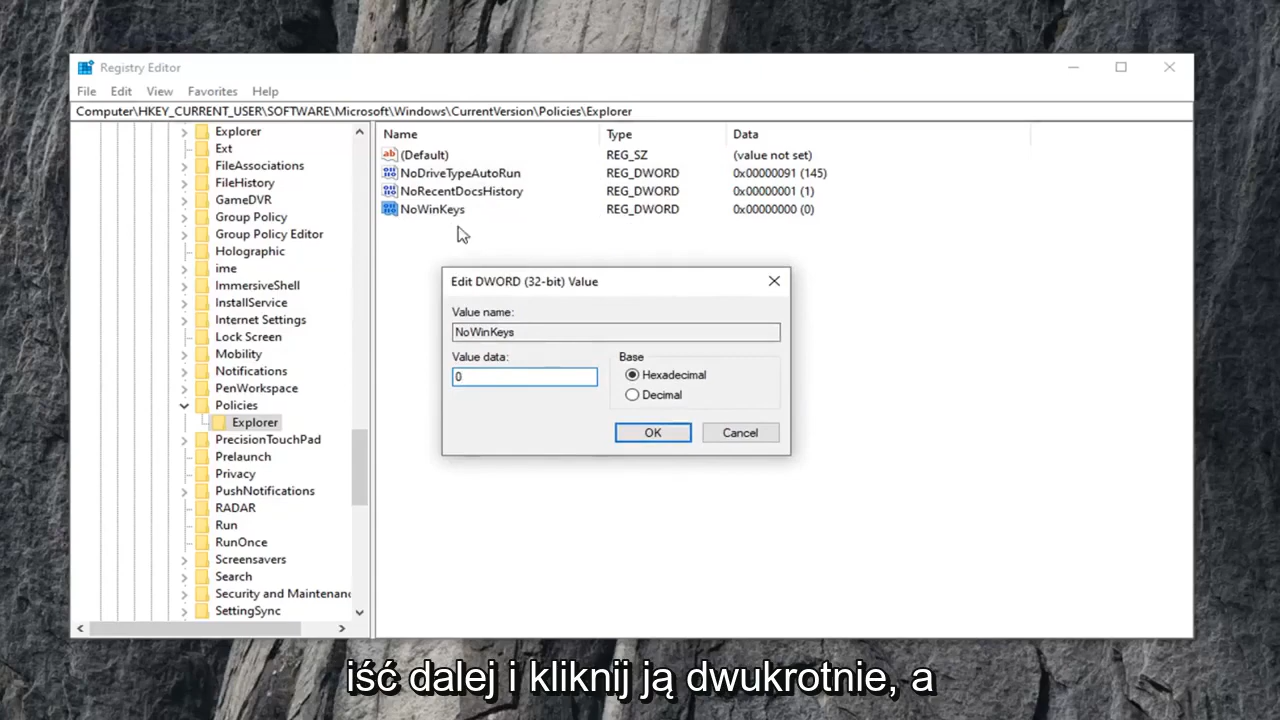 Registry Editor
File Edit View Favorites Help
Computer\HKEY_CURRENT_USER\SOFTWARE\Microsoft\Windows\CurrentVersion\Policies\Explorer
Explorer
Ext
FileAssociations
FileHistory
GameDVR
Group Policy
Group Policy Editor
Holographic
ime
ImmersiveShell
InstallService
Internet Settings
Lock Screen
Mobility
Notifications
PenWorkspace
Policies
Explorer
PrecisionTouchPad
Prelaunch
Privacy
PushNotifications
RADAR
Run
RunOnce
Screensavers
Search
Security and Maintenanc
SettingSync
Name Type Data
ab (Default) REG_SZ (value not set)
NoDriveTypeAutoRun REG_DWORD 0x00000091 (145)
NoRecentDocsHistory REG_DWORD 0x00000001 (1)
NoWinKeys REG_DWORD 0x00000000 (0)
Edit DWORD (32-bit) Value
Value name:
NoWinKeys
Value data:
0
Base
Hexadecimal
Decimal
OK Cancel
iść dalej i kliknij ją dwukrotnie, a